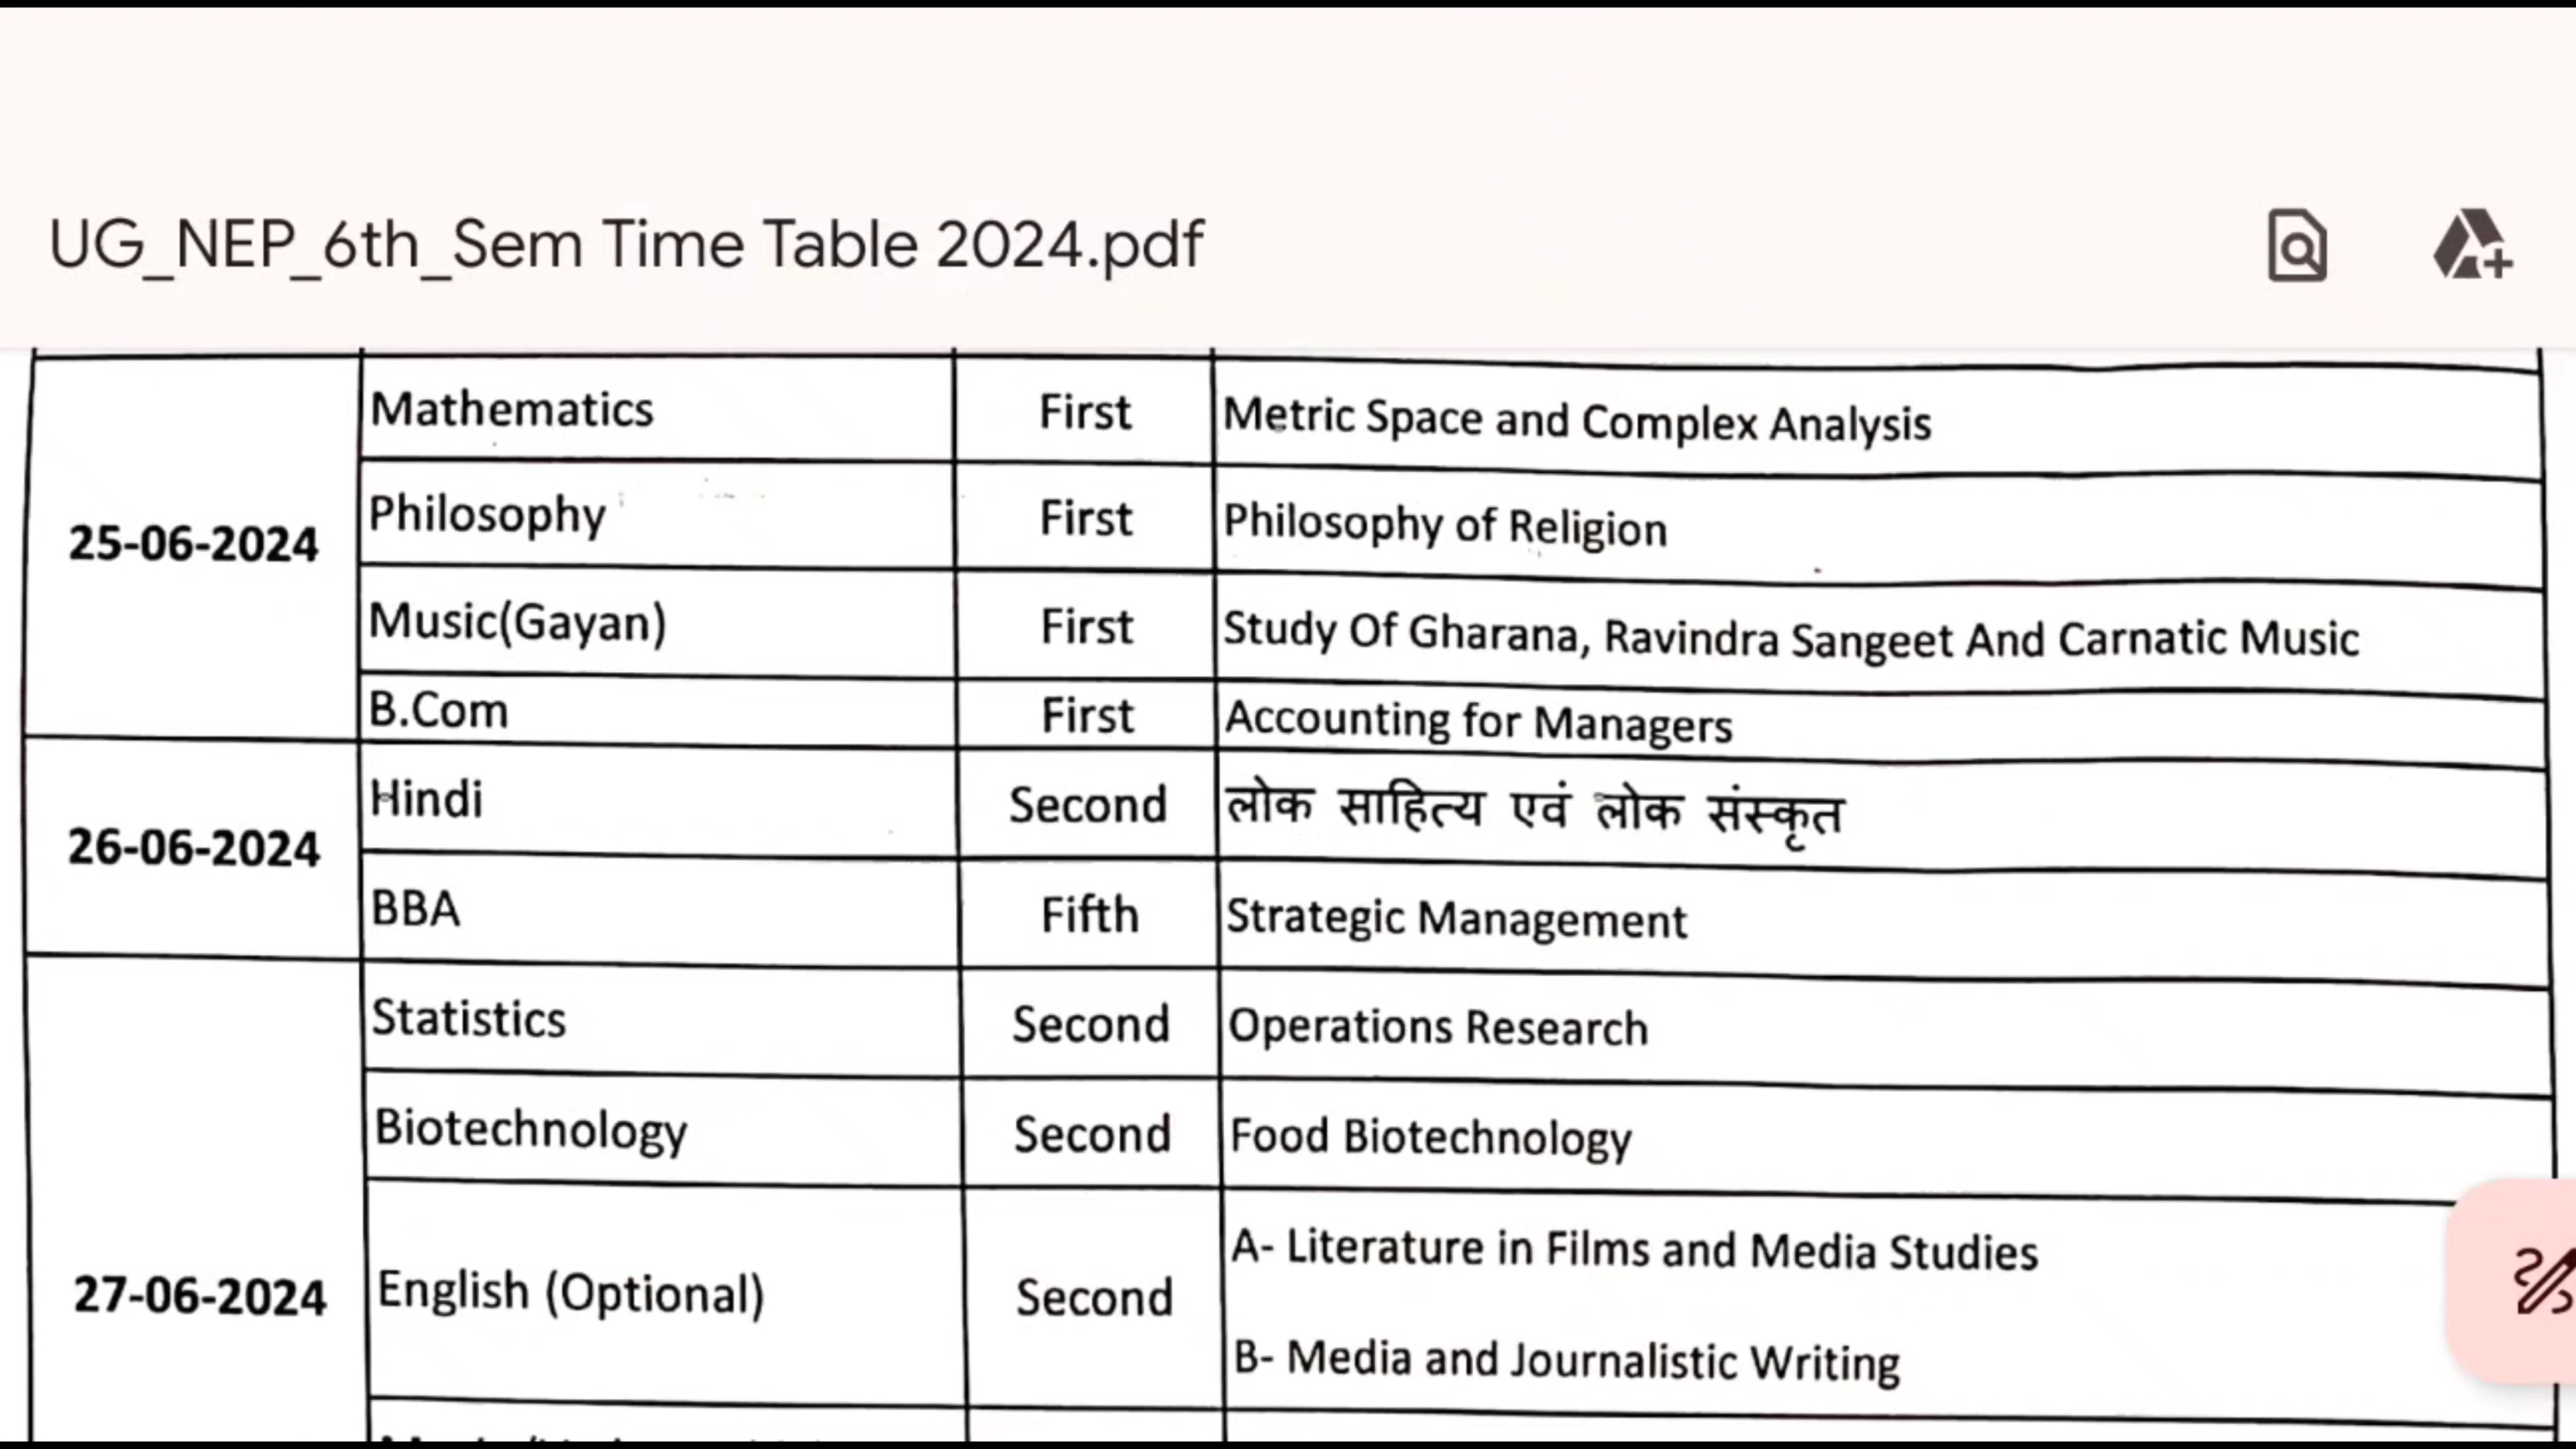 UG_NEP_6th_Sem Time Table 2024.pdf
25-06-2024
Mathematics First Metric Space and Complex Analysis
Philosophy First Philosophy of Religion
Music(Gayan) First Study Of Gharana, Ravindra Sangeet And Carnatic Music
B.Com First Accounting for Managers
26-06-2024
Hindi Second लोक साहित्य एवं लोक संस्कृत
BBA Fifth Strategic Management
27-06-2024
Statistics Second Operations Research
Biotechnology Second Food Biotechnology
English (Optional) Second A- Literature in Films and Media Studies
B- Media and Journalistic Writing